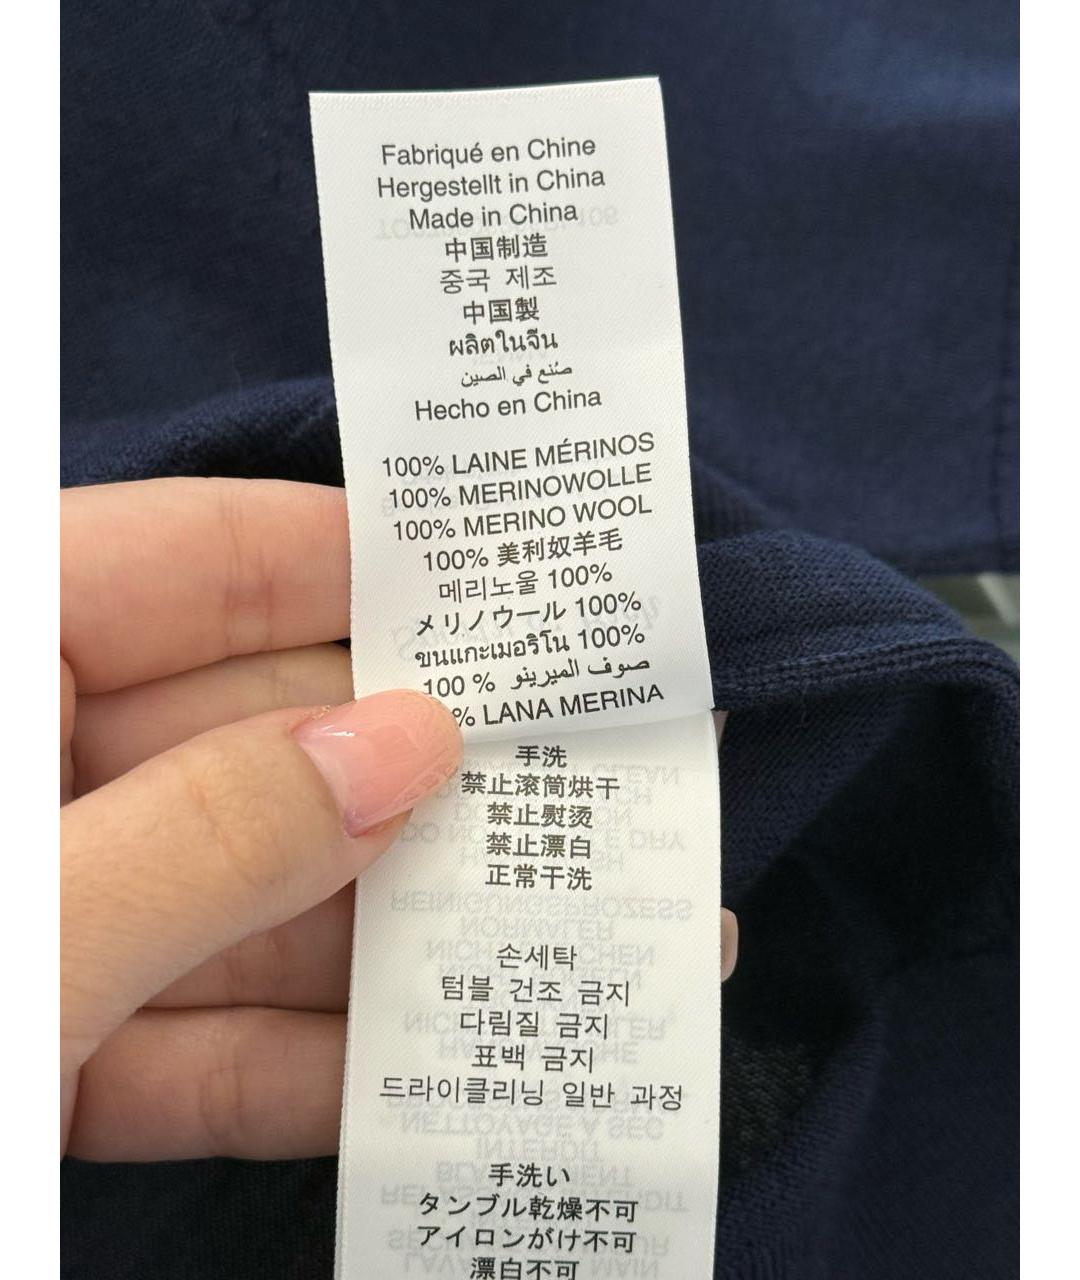 Fabriqué en Chine
Hergestellt in China
Made in China
中国制造
중국 제조
中国製
ผลิตในจีน
صُنع في الصين
Hecho en China
100% LAINE MÉRINOS
100% MERINOWOLLE
100% MERINO WOOL
100% 美利奴羊毛
메리노울 100%
メリノウール 100%
ขนแกะเมอริโน 100%
100 % صوف الميرينو
% LANA MERINA
手洗
禁止滚筒烘干
禁止熨烫
禁止漂白
正常干洗
손세탁
텀블 건조 금지
다림질 금지
표백 금지
드라이클리닝 일반 과정
手洗い
タンブル乾燥不可
アイロンがけ不可
漂白不可